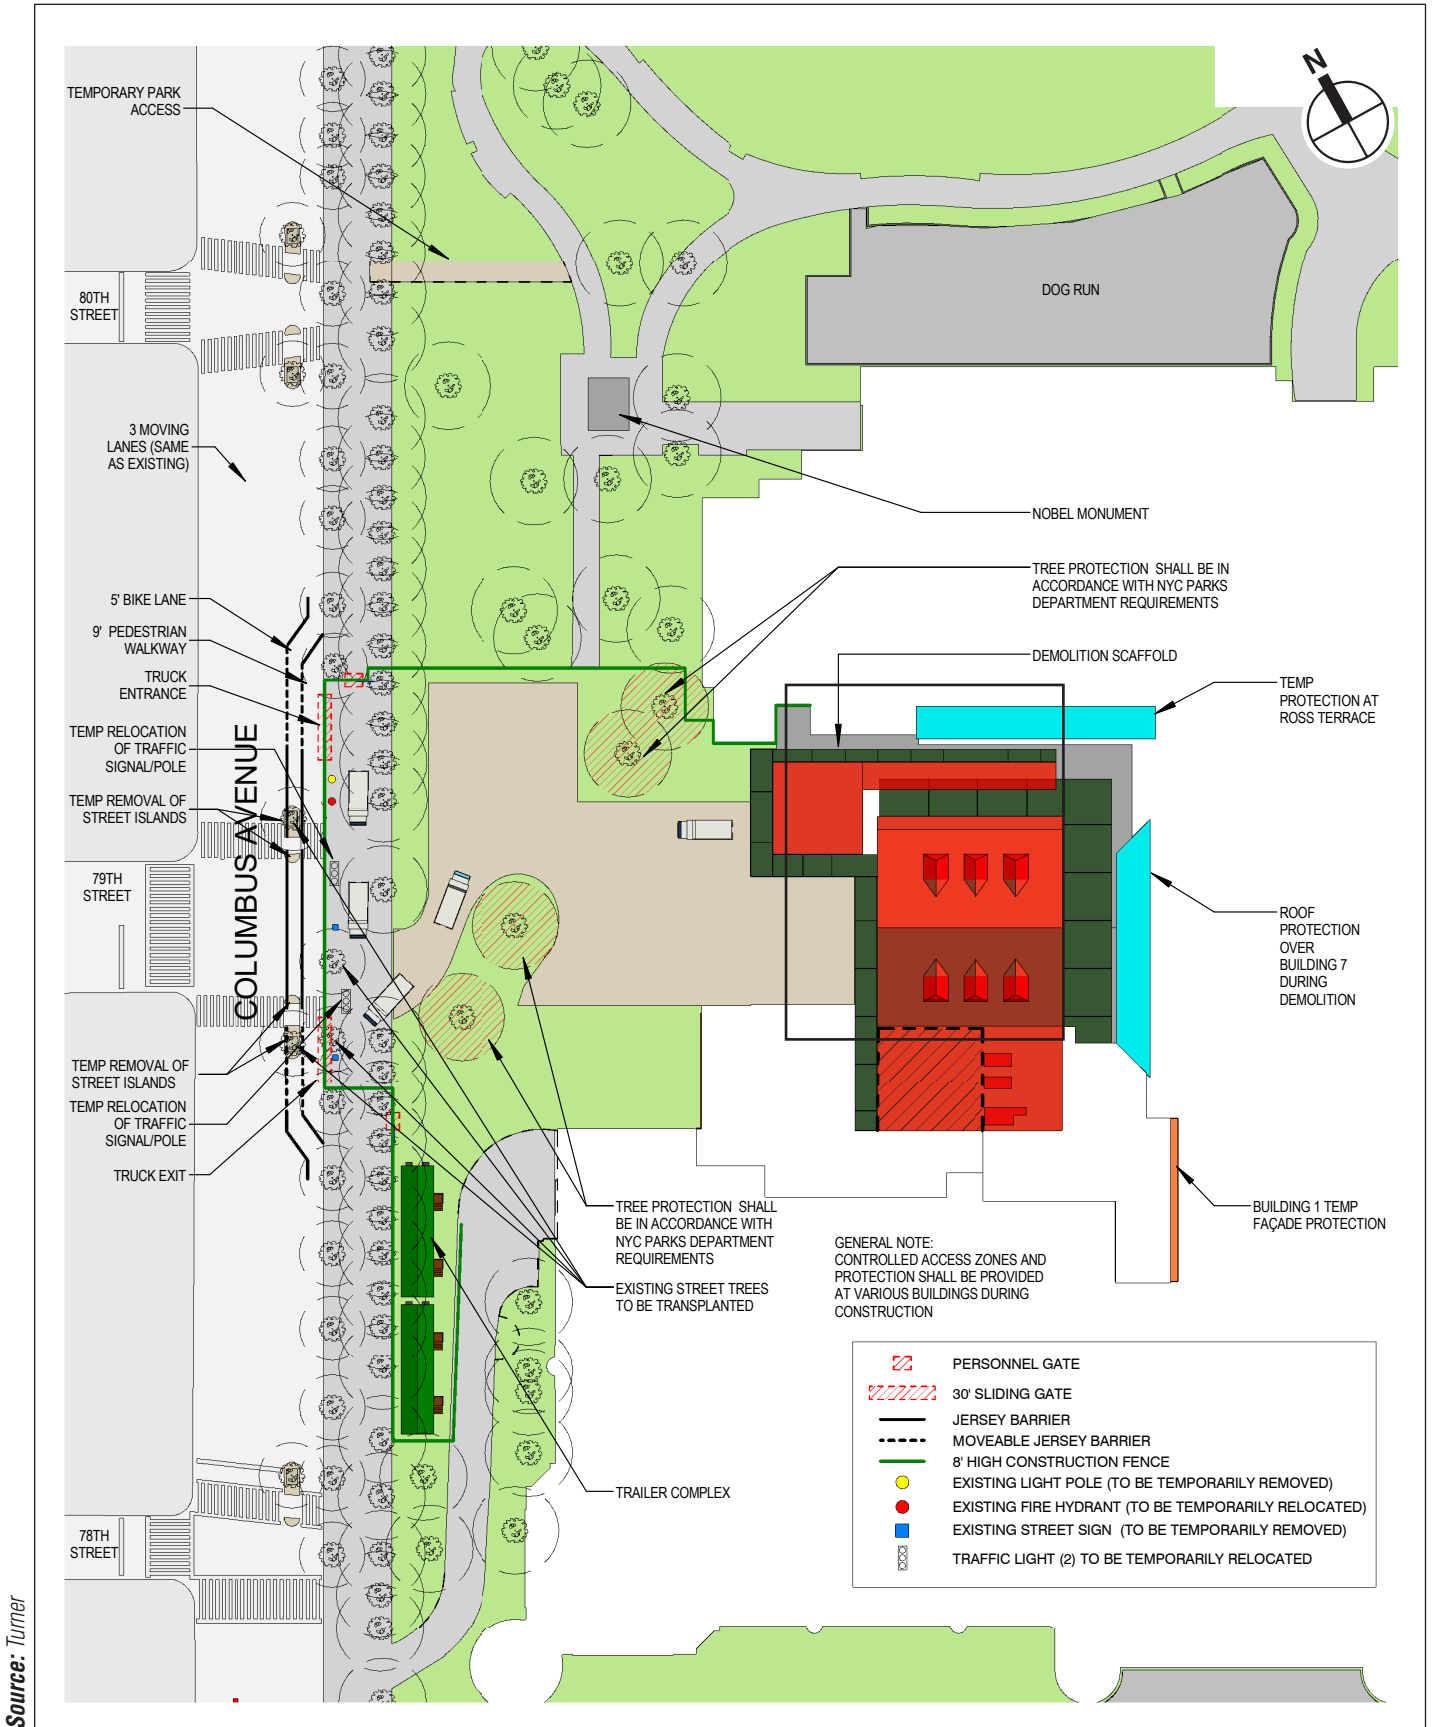 N
TEMPORARY PARK
ACCESS
80TH
STREET
DOG RUN
3 MOVING
LANES (SAME
AS EXISTING)
NOBEL MONUMENT
TREE PROTECTION SHALL BE IN
ACCORDANCE WITH NYC PARKS
DEPARTMENT REQUIREMENTS
5' BIKE LANE
9' PEDESTRIAN
WALKWAY
DEMOLITION SCAFFOLD
TRUCK
ENTRANCE
TEMP
PROTECTION AT
ROSS TERRACE
TEMP RELOCATION
OF TRAFFIC
SIGNAL/POLE
COLUMBUS AVENUE
TEMP REMOVAL OF
STREET ISLANDS
79TH
STREET
ROOF
PROTECTION
OVER
BUILDING 7
DURING
DEMOLITION
TEMP REMOVAL OF
STREET ISLANDS
TEMP RELOCATION
OF TRAFFIC
SIGNAL/POLE
TRUCK EXIT
TREE PROTECTION SHALL
BE IN ACCORDANCE WITH
NYC PARKS DEPARTMENT
REQUIREMENTS
EXISTING STREET TREES
TO BE TRANSPLANTED
BUILDING 1 TEMP
FAÇADE PROTECTION
GENERAL NOTE:
CONTROLLED ACCESS ZONES AND
PROTECTION SHALL BE PROVIDED
AT VARIOUS BUILDINGS DURING
CONSTRUCTION
TRAILER COMPLEX
PERSONNEL GATE
30' SLIDING GATE
JERSEY BARRIER
MOVEABLE JERSEY BARRIER
8' HIGH CONSTRUCTION FENCE
EXISTING LIGHT POLE (TO BE TEMPORARILY REMOVED)
EXISTING FIRE HYDRANT (TO BE TEMPORARILY RELOCATED)
EXISTING STREET SIGN (TO BE TEMPORARILY REMOVED)
TRAFFIC LIGHT (2) TO BE TEMPORARILY RELOCATED
78TH
STREET
Source: Turner